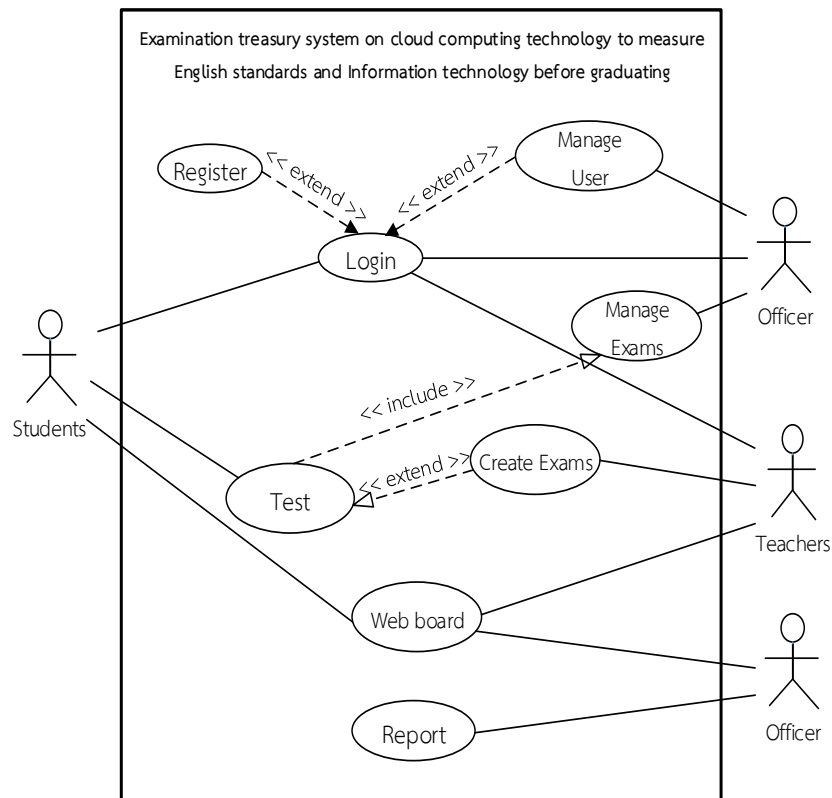 Examination treasury system on cloud computing technology to measure
English standards and Information technology before graduating
Register
<< extend >>
<< extend >>
Manage
User
Login
Officer
Manage
Exams
Students
<< include >>
<< extend >>
Create Exams
Test
Teachers
Web board
Report
Officer